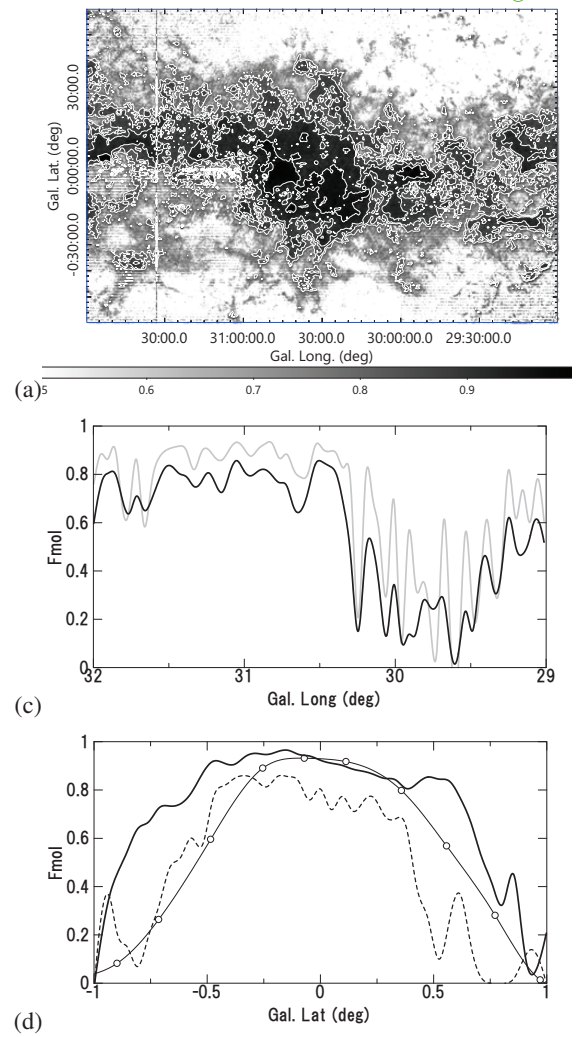 30:00.0
0:00:00.0
-0:30:00.0
Gal. Lat. (deg)
30:00.0 31:00:00.0 30:00.0 30:00:00.0 29:30:00.0
Gal. Long. (deg)
(a)
5 0.6 0.7 0.8 0.9
1
0.8
0.6
0.4
0.2
0
Fmol
32 31 30 29
Gal. Long (deg)
(c)
1
0.8
0.6
0.4
0.2
0
Fmol
-1 -0.5 0 0.5 1
Gal. Lat (deg)
(d)